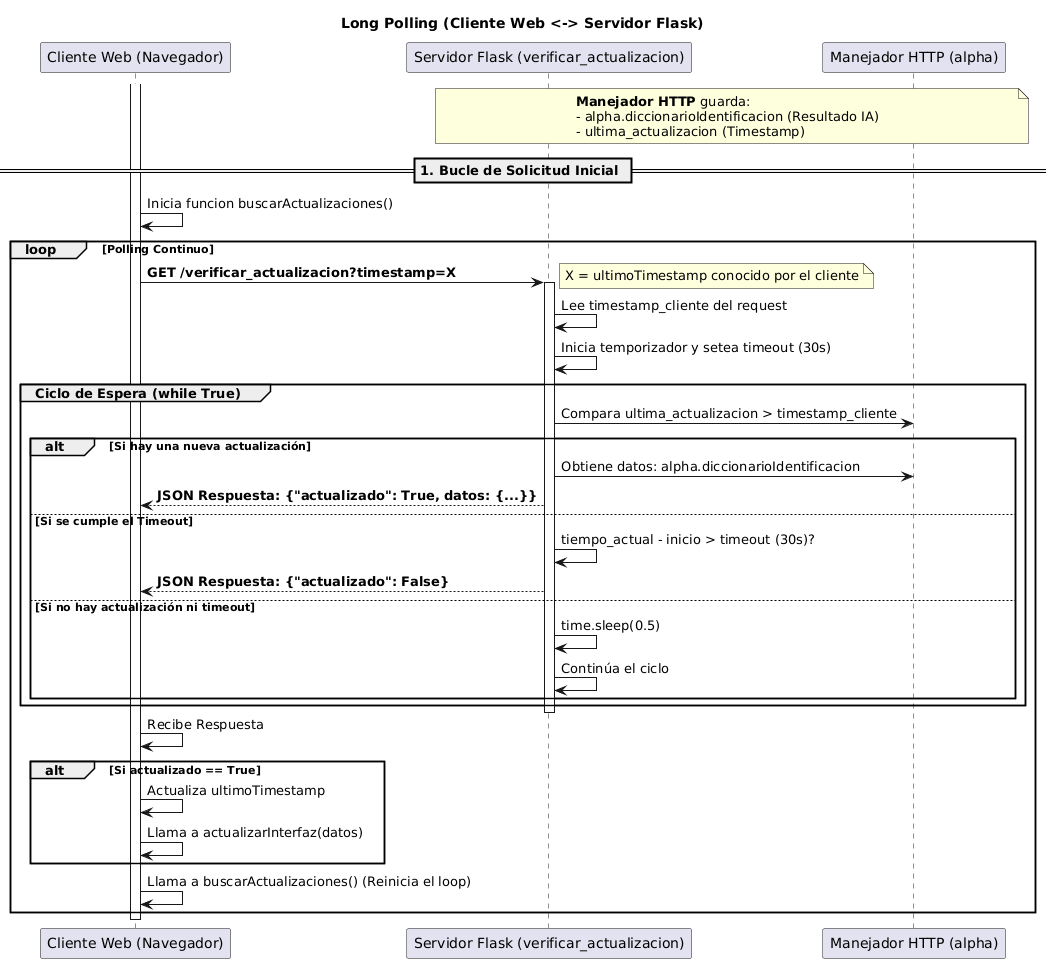 Long Polling (Cliente Web <-> Servidor Flask)
Cliente Web (Navegador)
Servidor Flask (verificar_actualizacion)
Manejador HTTP (alpha)
Manejador HTTP guarda:
- alpha.diccionarioIdentificacion (Resultado IA)
- ultima_actualizacion (Timestamp)
1. Bucle de Solicitud Inicial
Inicia funcion buscarActualizaciones()
loop
[Polling Continuo]
GET /verificar_actualizacion?timestamp=X
X = ultimoTimestamp conocido por el cliente
Lee timestamp_cliente del request
Inicia temporizador y setea timeout (30s)
Ciclo de Espera (while True)
Compara ultima_actualizacion > timestamp_cliente
alt
[Si hay una nueva actualización]
Obtiene datos: alpha.diccionarioIdentificacion
JSON Respuesta: {"actualizado": True, datos: {...}}
[Si se cumple el Timeout]
tiempo_actual - inicio > timeout (30s)?
JSON Respuesta: {"actualizado": False}
[Si no hay actualización ni timeout]
time.sleep(0.5)
Continúa el ciclo
Recibe Respuesta
alt
[Si actualizado == True]
Actualiza ultimoTimestamp
Llama a actualizarInterfaz(datos)
Llama a buscarActualizaciones() (Reinicia el loop)
Cliente Web (Navegador)
Servidor Flask (verificar_actualizacion)
Manejador HTTP (alpha)